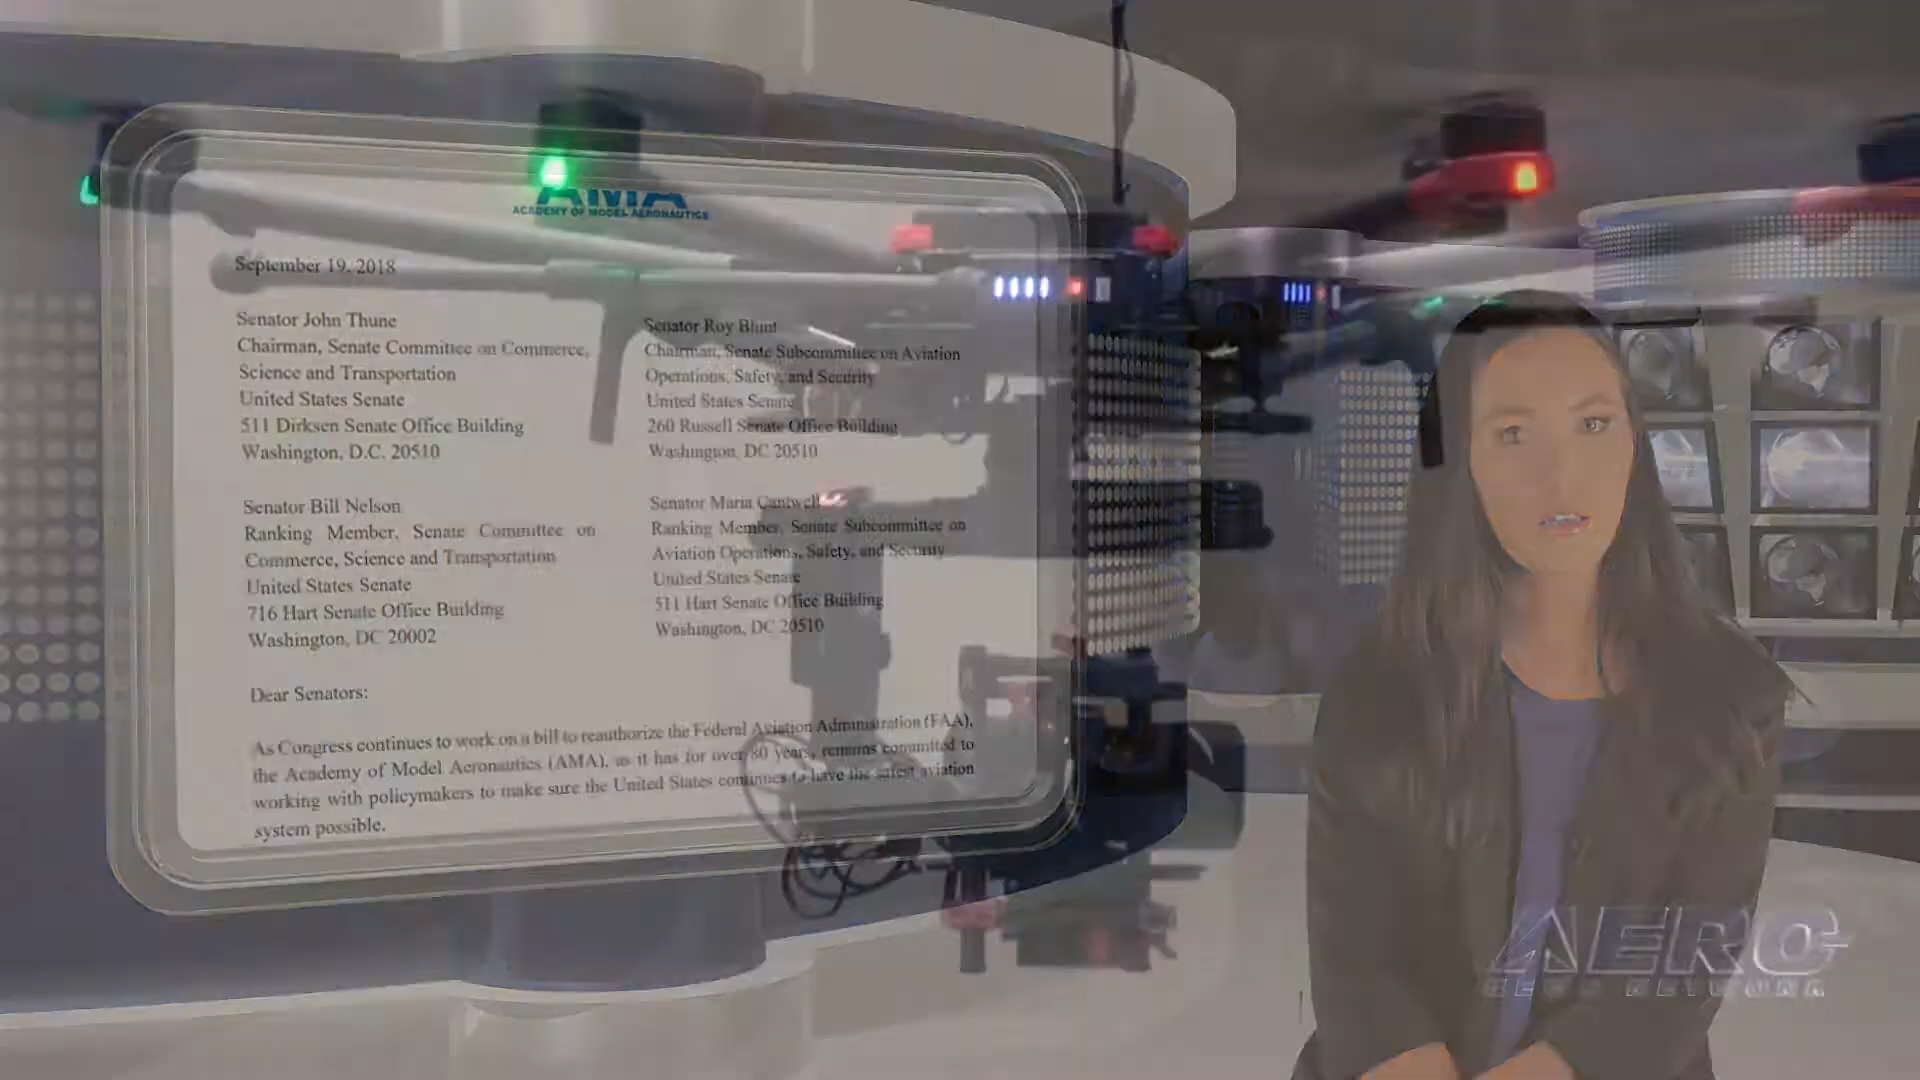 AMA
ACADEMY OF MODEL AERONAUTICS
September 19, 2018
Senator John Thune
Chairman, Senate Committee on Commerce,
Science and Transportation
United States Senate
511 Dirksen Senate Office Building
Washington, D.C. 20510
Senator Roy Blunt
Chairman, Senate Subcommittee on Aviation
Operations, Safety, and Security
United States Senate
260 Russell Senate Office Building
Washington, DC 20510
Senator Bill Nelson
Ranking Member, Senate Committee on
Commerce, Science and Transportation
United States Senate
716 Hart Senate Office Building
Washington, DC 20002
Senator Maria Cantwell
Ranking Member, Senate Subcommittee on
Aviation Operations, Safety, and Security
United States Senate
511 Hart Senate Office Building
Washington, DC 20510
Dear Senators:
As Congress continues to work on a bill to reauthorize the Federal Aviation Administration (FAA),
the Academy of Model Aeronautics (AMA), as it has for over 80 years, remains committed to
working with policymakers to make sure the United States continues to have the safest aviation
system possible.
AERO
NEWS NETWORK